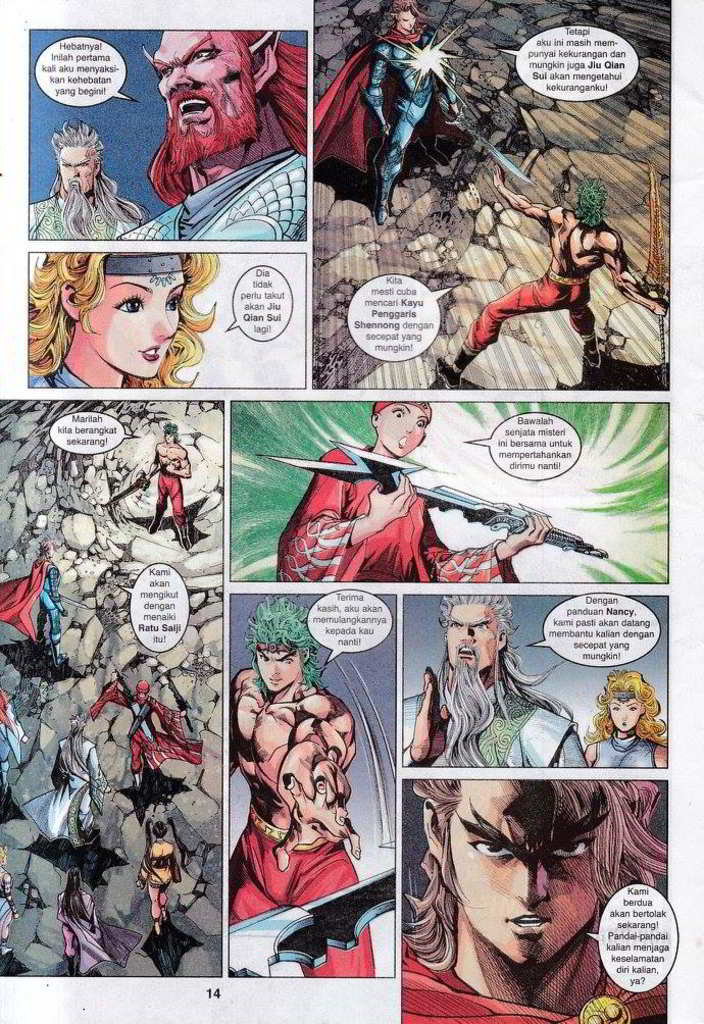 Hebatnya!
Inilah pertama
kali aku menyaksi-
kan kehebatan
yang begini!
Tetapi
aku ini masih mem-
punyai kekurangan dan
mungkin juga Jiu Qian
Sui akan mengetahui
kekuranganku!
Dia
tidak
perlu takut
akan Jiu
Qian Sui
lagi!
Kita
mesti cuba
mencari Kayu
Penggaris
Shennong dengan
secepat yang
mungkin!
Marilah
kita berangkat
sekarang!
Kami
akan
mengikut
dengan
menaiki
Ratu Saiji
itu!
Bawalah
senjata misteri
ini bersama untuk
mempertahankan
dirimu nanti!
Terima
kasih, aku akan
memulangkannya
kepada kau
nanti!
Dengan
panduan Nancy,
kami pasti akan datang
membantu kalian dengan
secepat yang
mungkin!
Kami
berdua
akan bertolak
sekarang!
Pandai-pandai
kalian menjaga
keselamatan
diri kalian,
ya?
14